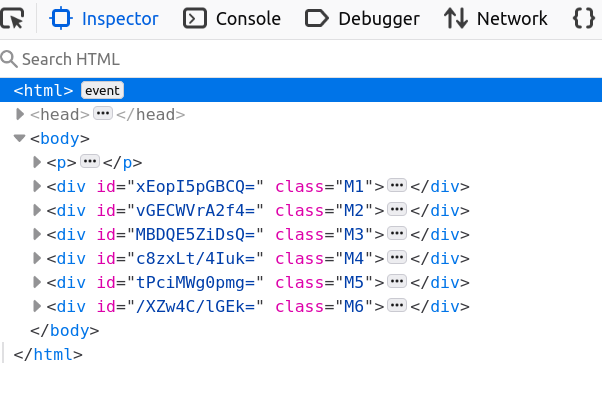 Inspector Console Debugger Network {}
Search HTML
<html> event
<head> ••• </head>
<body>
<p> ••• </p>
<div id="xEopI5pGBCQ=" class="M1"> ••• </div>
<div id="vGECWVrA2f4=" class="M2"> ••• </div>
<div id="MBDQE5ZiDsQ=" class="M3"> ••• </div>
<div id="c8zxLt/4Iuk=" class="M4"> ••• </div>
<div id="tPciMWg0pmg=" class="M5"> ••• </div>
<div id="/XZw4C/lGEk=" class="M6"> ••• </div>
</body>
</html>